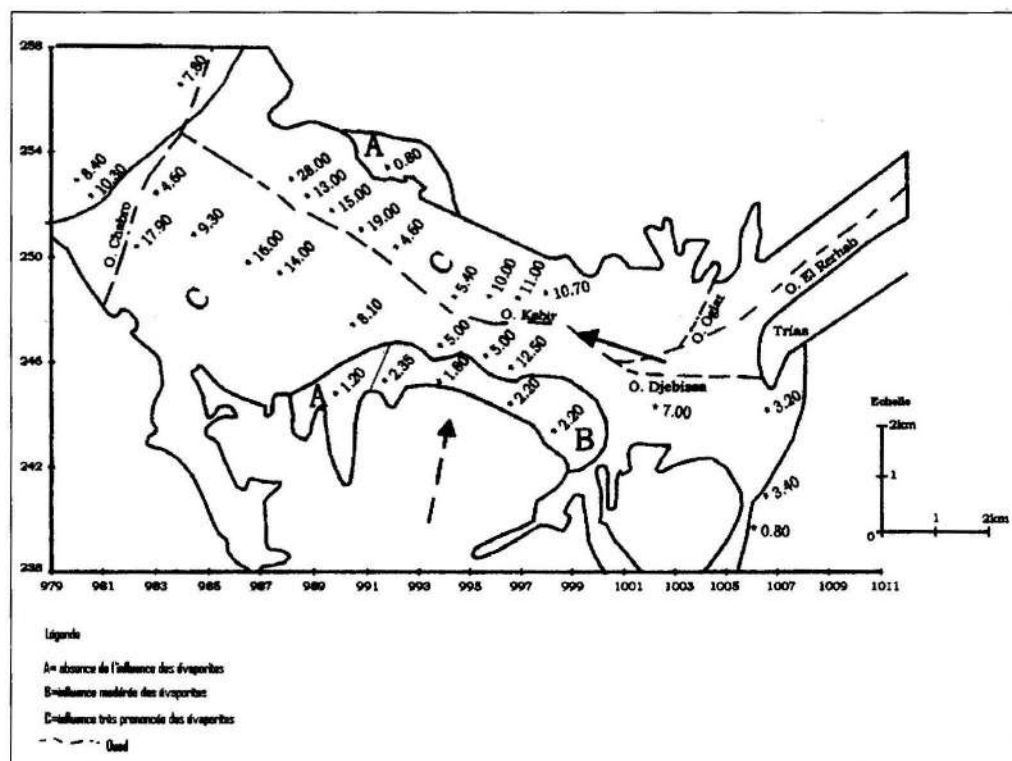 258
254
250
246
242
238
979 981 983 985 987 989 991 993 995 997 999 1001 1003 1005 1007 1009 1011
7.80
8.40
10.30
4.60
17.90
9.30
O. Chabro
16.00
14.00
28.00
13.00
15.00
19.00
4.60
A
0.80
C
C
5.40
10.00
11.00
10.70
8.10
O. Kebir
5.00
5.00
12.50
O. Oglat
O. El Rerhab
Trias
O. Djebissa
A
1.20
2.35
1.80
2.20
2.20
B
7.00
3.20
3.40
0.80
Echelle
2km
1
0
1
2km
Légende
A= absence de l'influence des évaporites
B=influence modérée des évaporites
C=influence très prononcée des évaporites
Oued